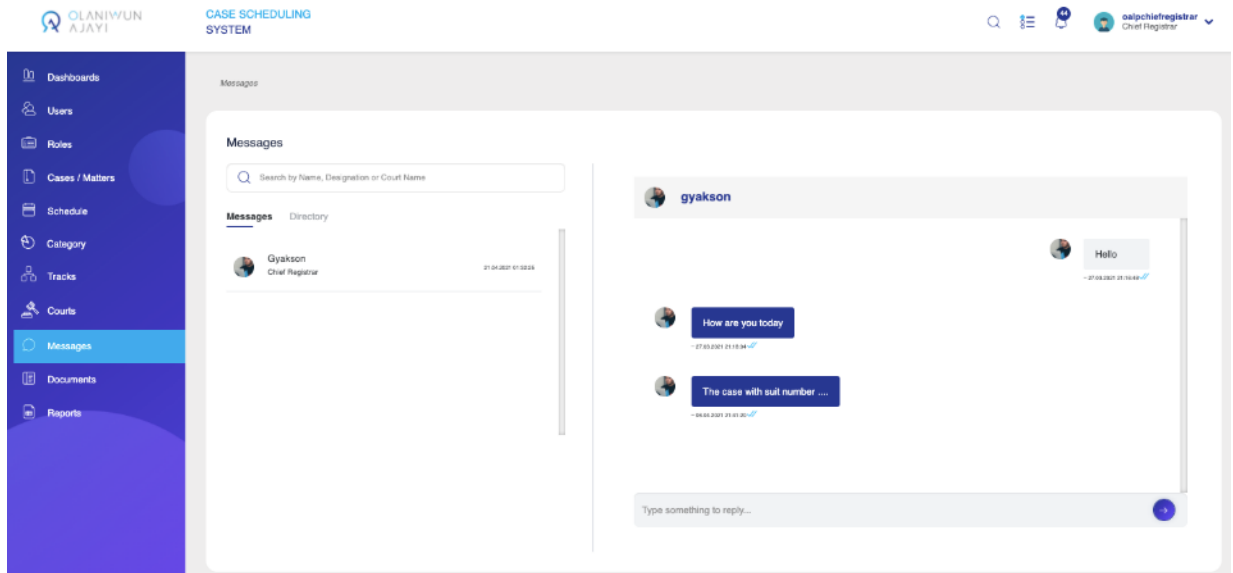 OLANIWUN
AJAYI
CASE SCHEDULING
SYSTEM
44
oalpchiefregistrar
Chief Registrar
Dashboards
Users
Roles
Cases / Matters
Schedule
Category
Tracks
Courts
Messages
Documents
Reports
Messages
Messages
Search by Name, Designation or Court Name
Messages Directory
Gyakson
Chief Registrar
gyakson
Hello
How are you today
The case with suit number ....
Type something to reply...